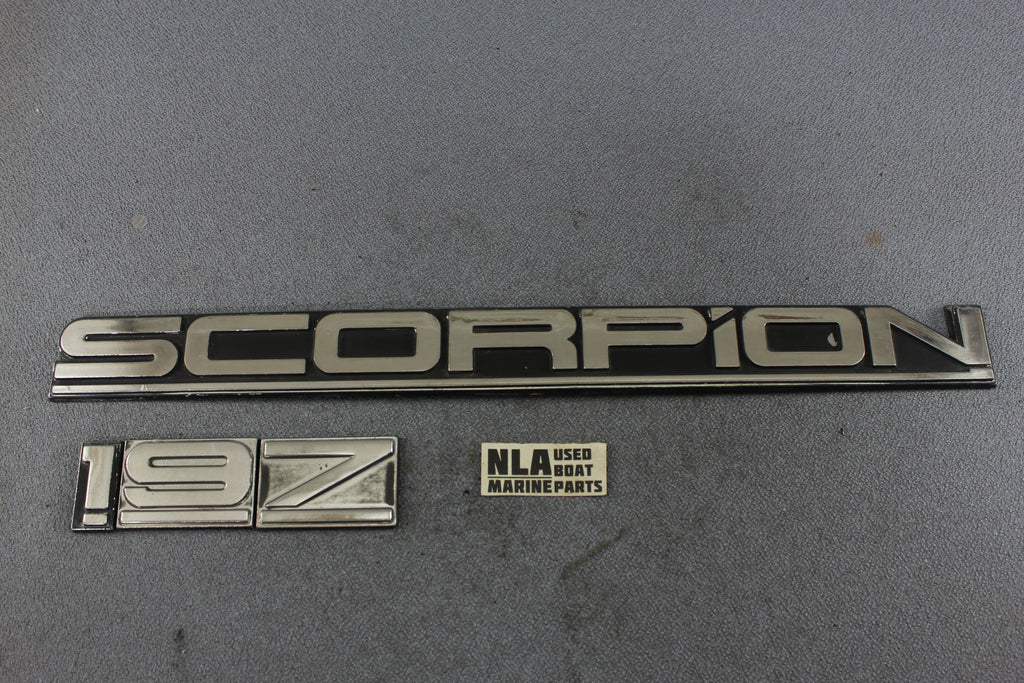 SCORPiON
197
NLA USED
BOAT
MARINE PARTS